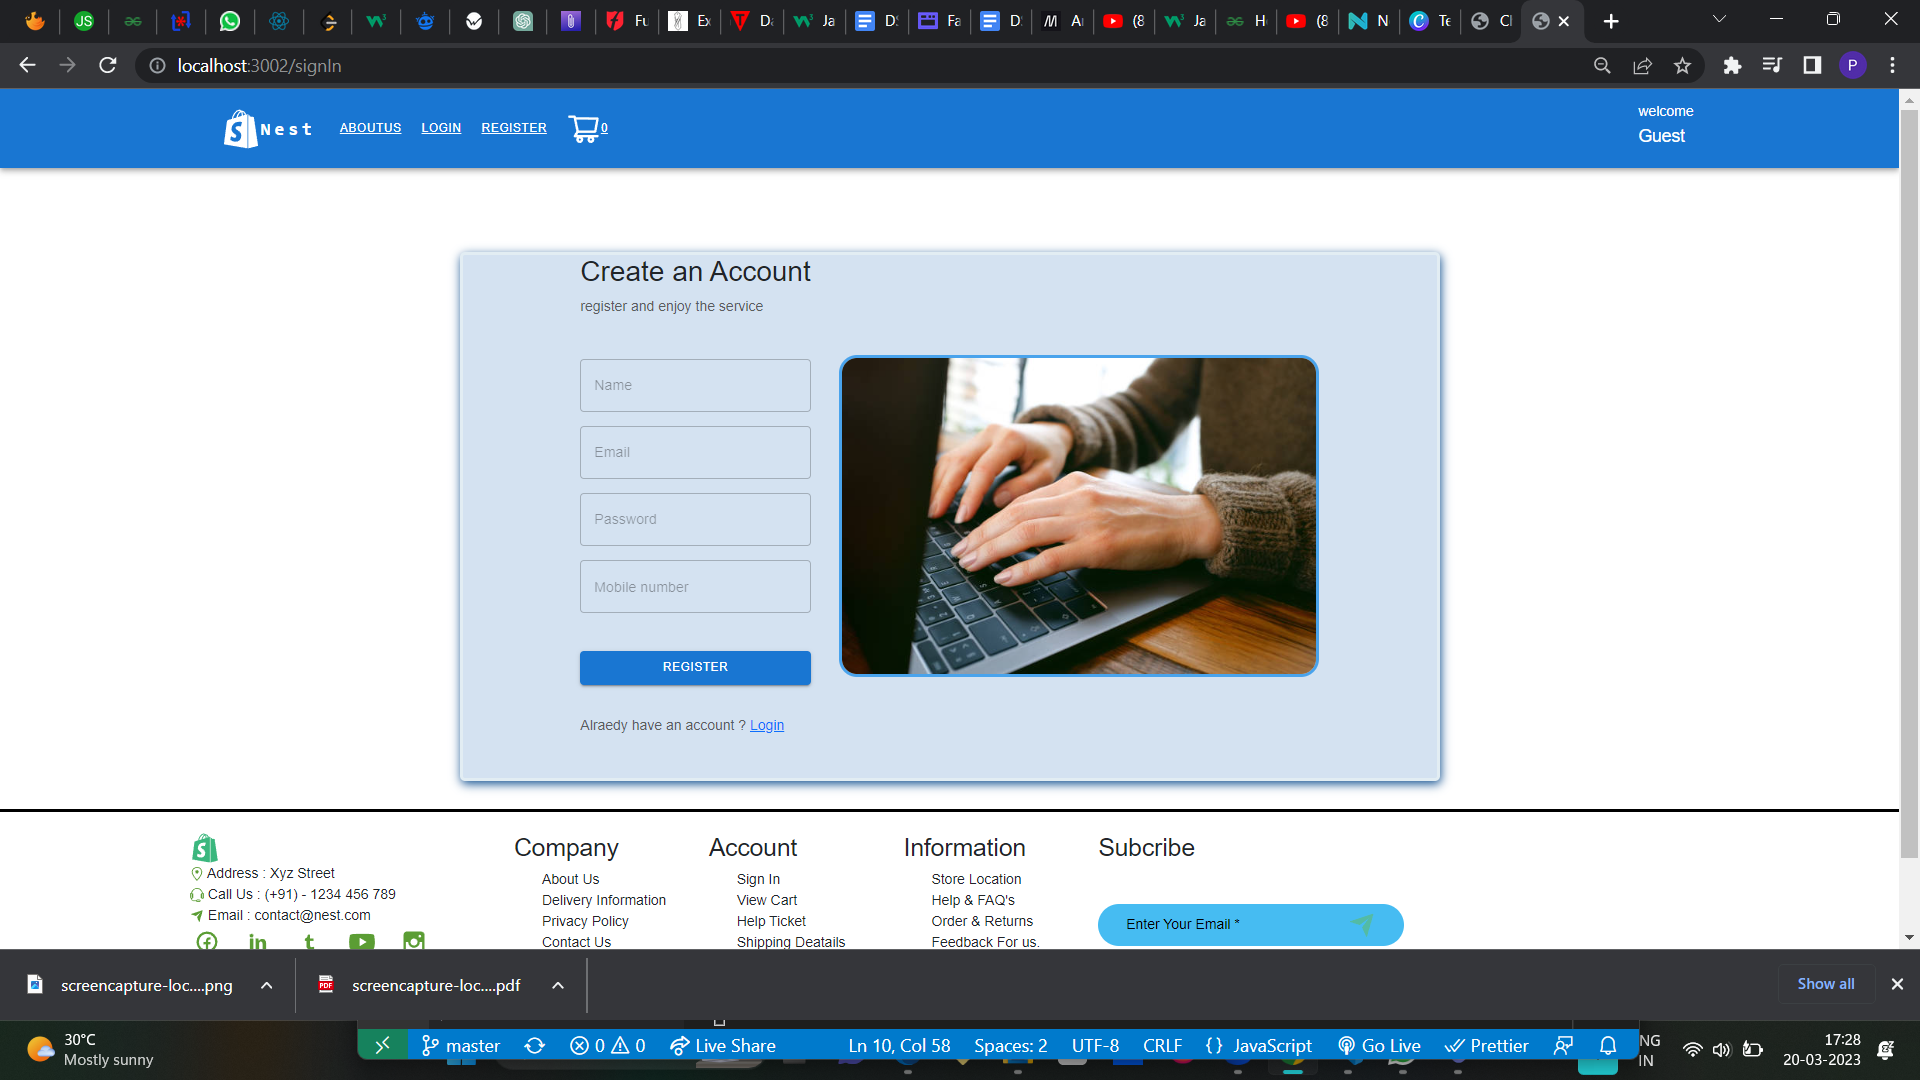 JS
Fu
Ex
Da
Ja
DS
Fa
D
Ar
(8
Ja
H
(8
N
Te
Cl
localhost:3002/signIn
P
Nest
ABOUTUS
LOGIN
REGISTER
0
welcome
Guest
Create an Account
register and enjoy the service
Name
Email
Password
Mobile number
REGISTER
Alraedy have an account ? Login
Company
Account
Information
Subcribe
Address : Xyz Street
Call Us : (+91) - 1234 456 789
Email : contact@nest.com
About Us
Delivery Information
Privacy Policy
Contact Us
Sign In
View Cart
Help Ticket
Shipping Deatails
Store Location
Help & FAQ's
Order & Returns
Feedback For us.
Enter Your Email *
screencapture-loc....png
PDF
screencapture-loc....pdf
Show all
30°C
Mostly sunny
master
0
0
Live Share
Ln 10, Col 58
Spaces: 2
UTF-8
CRLF
{ } JavaScript
Go Live
Prettier
NG
IN
17:28
20-03-2023